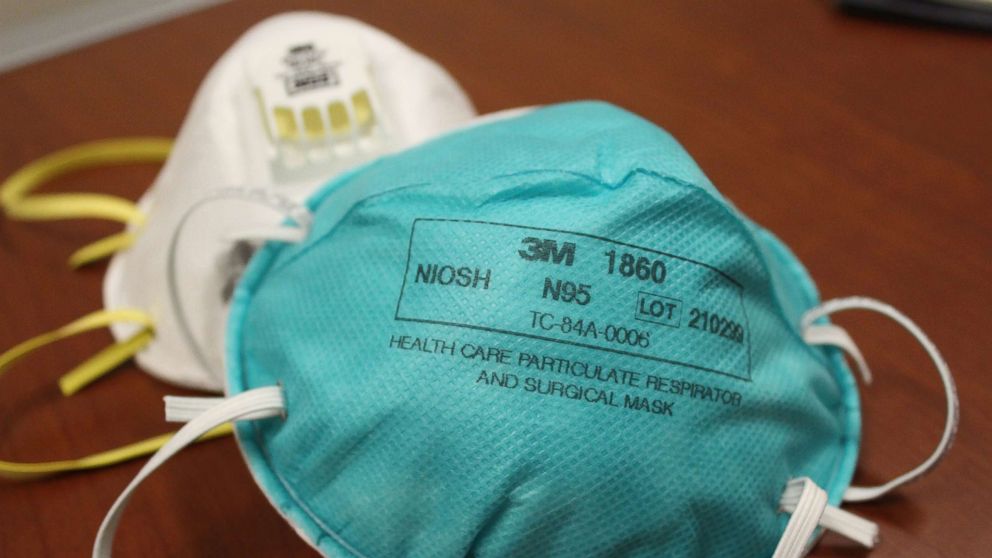 3M 1860
NIOSH N95 LOT 210299
TC-84A-0006
HEALTH CARE PARTICULATE RESPIRATOR
AND SURGICAL MASK